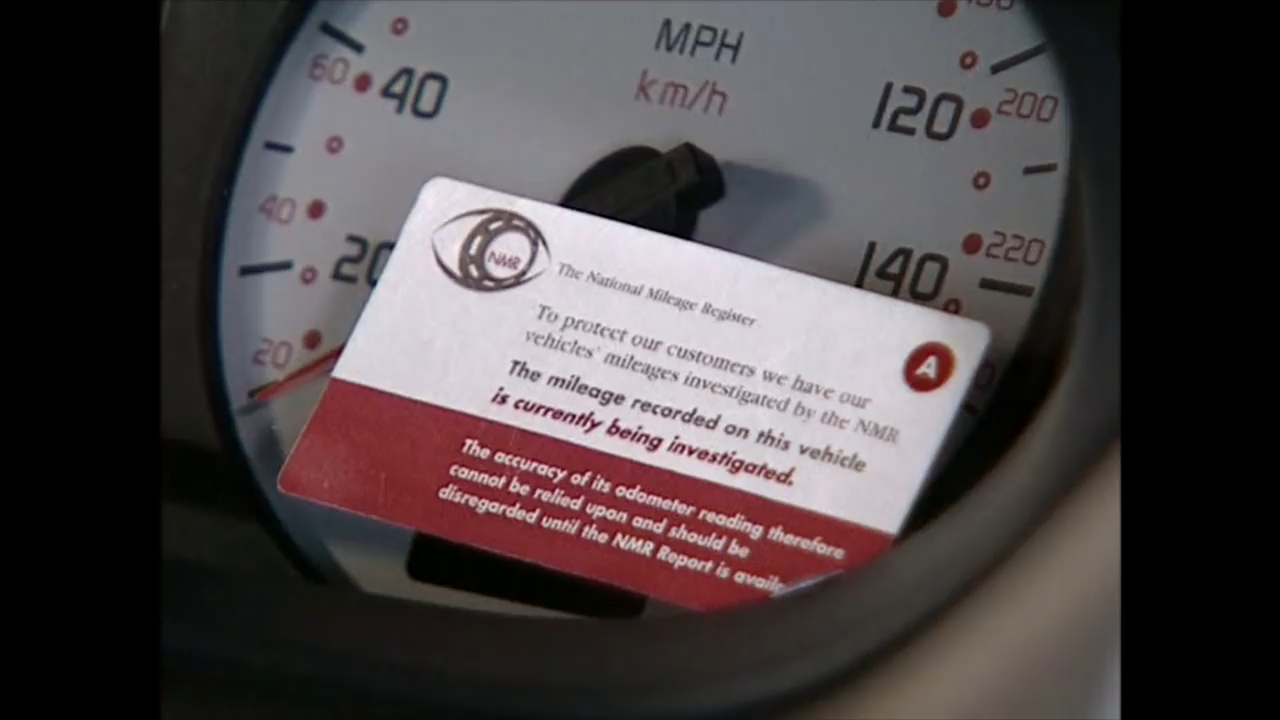 MPH
km/h
60
40
120
200
40
20
140
220
20
NMR
The National Mileage Register
To protect our customers we have our
vehicles' mileages investigated by the NMR
A
The mileage recorded on this vehicle
is currently being investigated.
The accuracy of its odometer reading therefore
cannot be relied upon and should be
disregarded until the NMR Report is